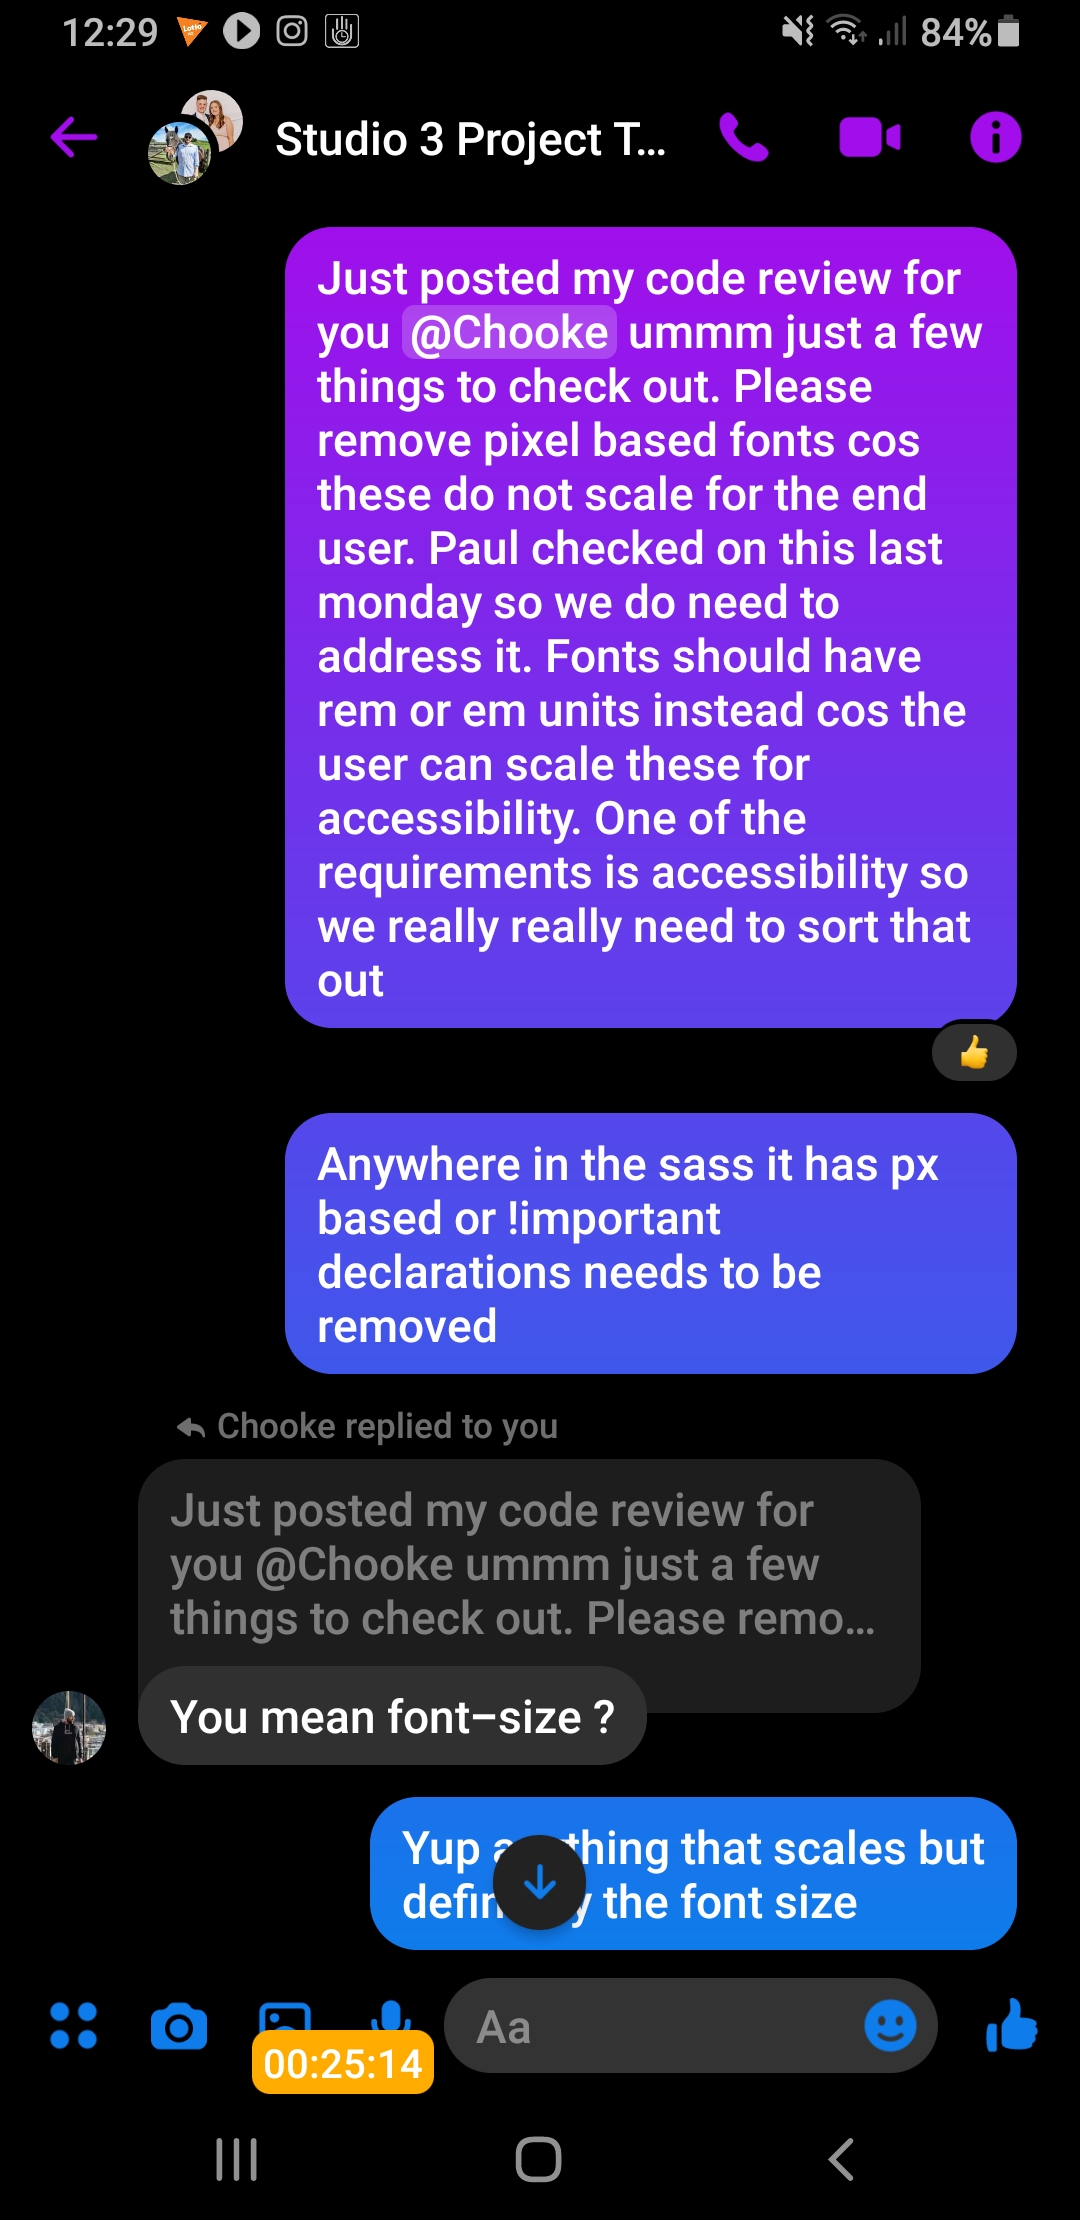 12:29
84%
Studio 3 Project T...
Just posted my code review for
you @Chooke ummm just a few
things to check out. Please
remove pixel based fonts cos
these do not scale for the end
user. Paul checked on this last
monday so we do need to
address it. Fonts should have
rem or em units instead cos the
user can scale these for
accessibility. One of the
requirements is accessibility so
we really really need to sort that
out
Anywhere in the sass it has px
based or !important
declarations needs to be
removed
Chooke replied to you
Just posted my code review for
you @Chooke ummm just a few
things to check out. Please remo...
You mean font-size ?
Yup thing that scales but
the font size
Aa
00:25:14